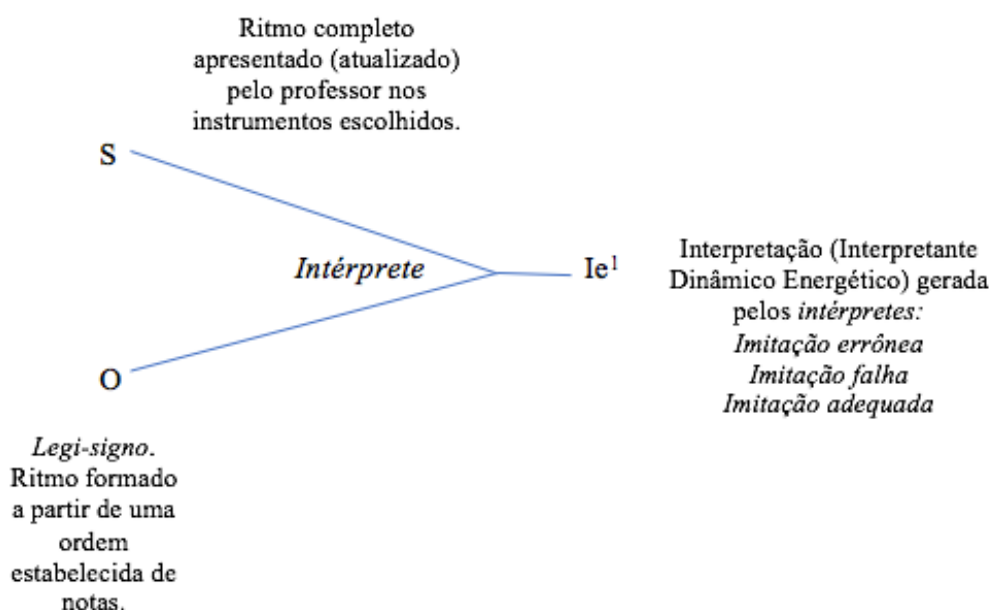 Ritmo completo
apresentado (atualizado)
pelo professor nos
instrumentos escolhidos.
S
Intérprete
Ie¹
Interpretação (Interpretante
Dinâmico Energético) gerada
pelos intérpretes:
Imitação errônea
Imitação falha
Imitação adequada
O
Legi-signo.
Ritmo formado
a partir de uma
ordem
estabelecida de
notas.